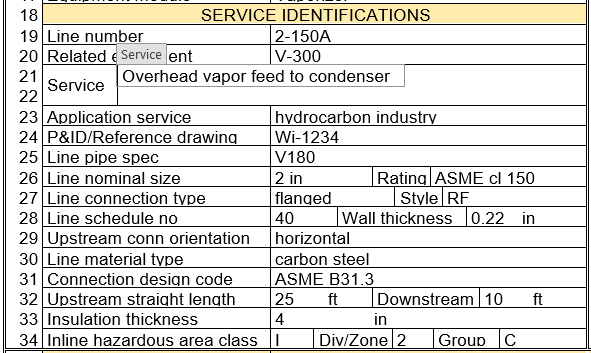 18 SERVICE IDENTIFICATIONS
19 Line number 2-150A
20 Related e ent V-300
Service
21 Overhead vapor feed to condenser
Service
22
23 Application service hydrocarbon industry
24 P&ID/Reference drawing Wi-1234
25 Line pipe spec V180
26 Line nominal size 2 in Rating ASME cl 150
27 Line connection type flanged Style RF
28 Line schedule no 40 Wall thickness 0.22 in
29 Upstream conn orientation horizontal
30 Line material type carbon steel
31 Connection design code ASME B31.3
32 Upstream straight length 25 ft Downstream 10 ft
33 Insulation thickness 4 in
34 Inline hazardous area class I Div/Zone 2 Group C